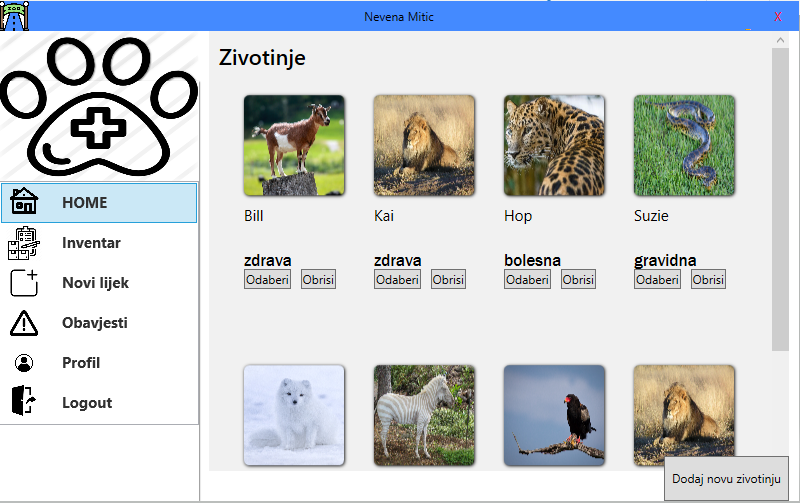 ZOO
Nevena Mitic
_ X
Zivotinje
HOME
Inventar
Novi lijek
Obavjesti
Profil
Logout
Bill Kai Hop Suzie
zdrava zdrava bolesna gravidna
Odaberi Obrisi Odaberi Obrisi Odaberi Obrisi Odaberi Obrisi
Dodaj novu zivotinju